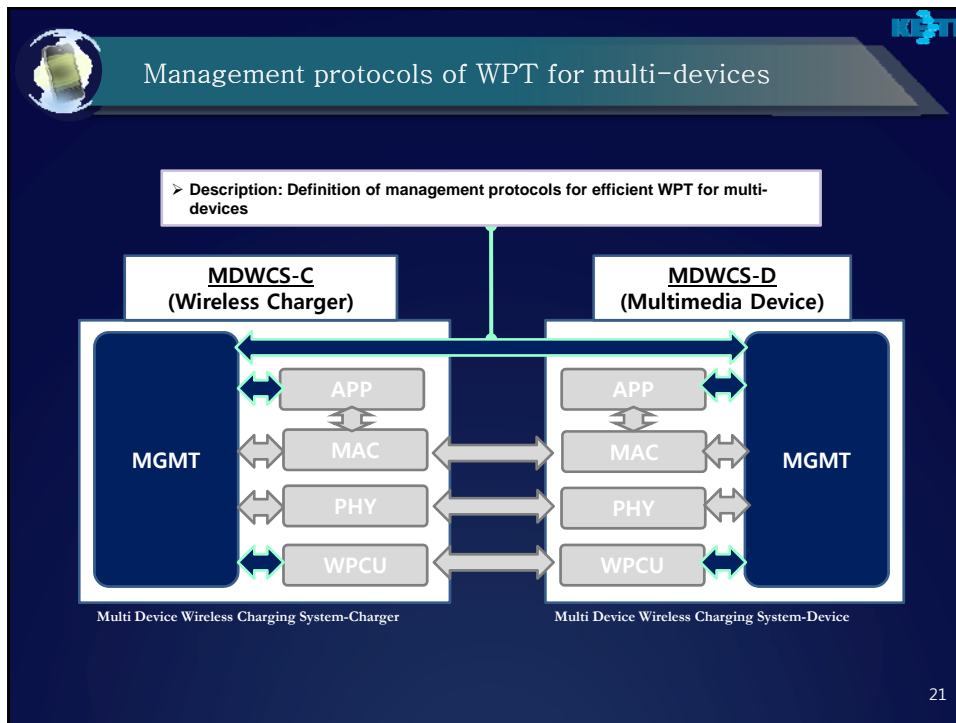 KETI
Management protocols of WPT for multi-devices
➢ Description: Definition of management protocols for efficient WPT for multi-
devices
MDWCS-C
(Wireless Charger)
MDWCS-D
(Multimedia Device)
MGMT
APP
MAC
PHY
WPCU
APP
MAC
PHY
WPCU
MGMT
Multi Device Wireless Charging System-Charger
Multi Device Wireless Charging System-Device
21